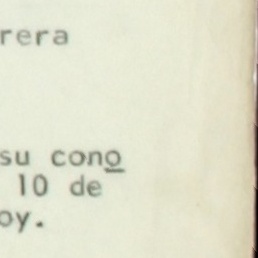 rera
su cono
10 de
oy.